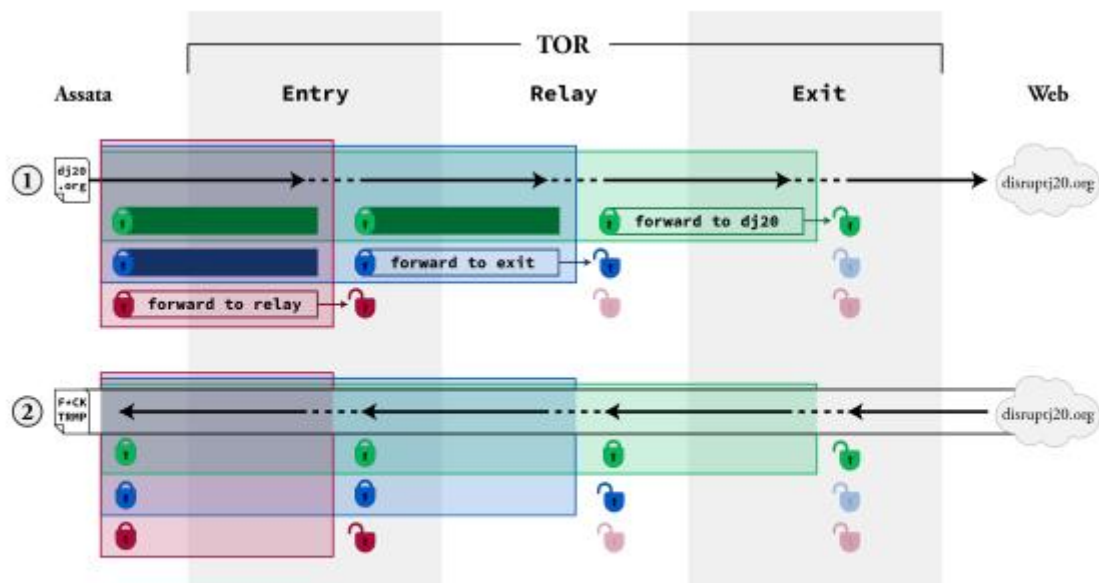 TOR
Assata Entry Relay Exit Web
1
dj20
.org
disruptj20.org
forward to dj20
forward to exit
forward to relay
2
F+CK
TRMP
disruptj20.org